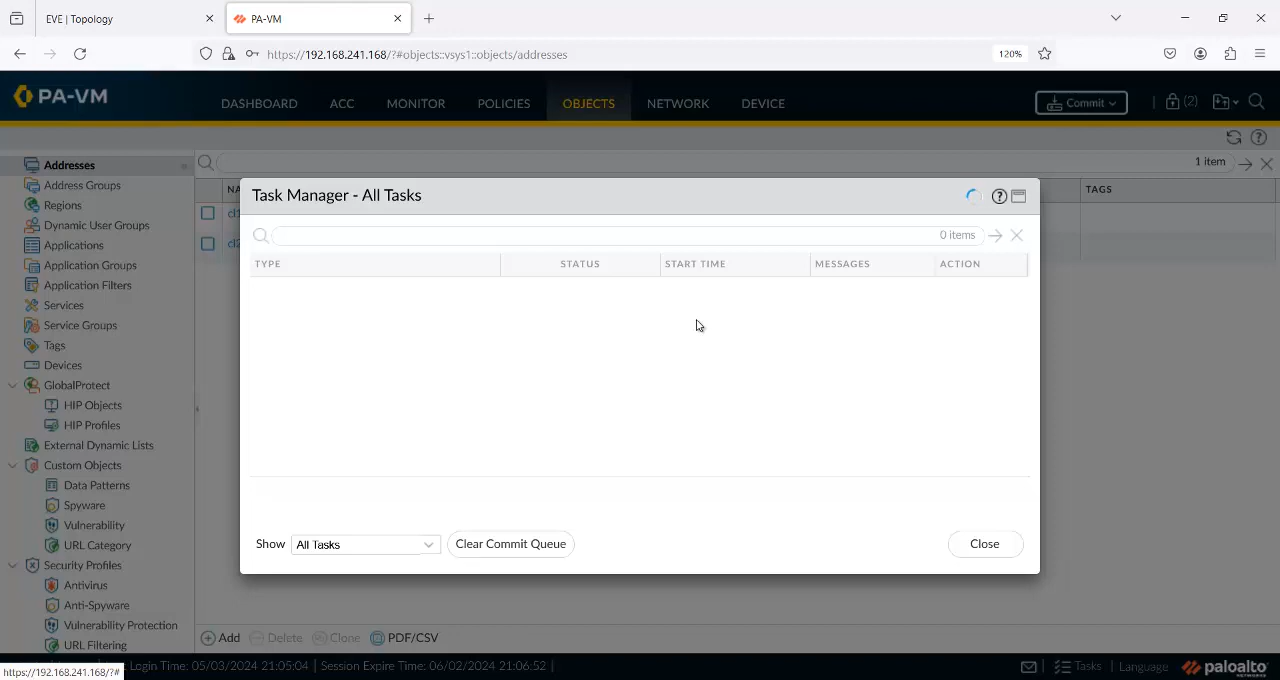 EVE | Topology
PA-VM
https://192.168.241.168/?#objects::vsys1::objects/addresses
120%
PA-VM
DASHBOARD
ACC
MONITOR
POLICIES
OBJECTS
NETWORK
DEVICE
Commit
(2)
Addresses
Address Groups
Regions
Dynamic User Groups
Applications
Application Groups
Application Filters
Services
Service Groups
Tags
Devices
GlobalProtect
HIP Objects
HIP Profiles
External Dynamic Lists
Custom Objects
Data Patterns
Spyware
Vulnerability
URL Category
Security Profiles
Antivirus
Anti-Spyware
Vulnerability Protection
URL Filtering
1 item
NA
TAGS
cl1
cl2
Task Manager - All Tasks
0 items
TYPE
STATUS
START TIME
MESSAGES
ACTION
Show
All Tasks
Clear Commit Queue
Close
Add
Delete
Clone
PDF/CSV
https://192.168.241.168/?#
Login Time: 05/03/2024 21:05:04 | Session Expire Time: 06/02/2024 21:06:52 |
Tasks
Language
paloalto
NETWORKS